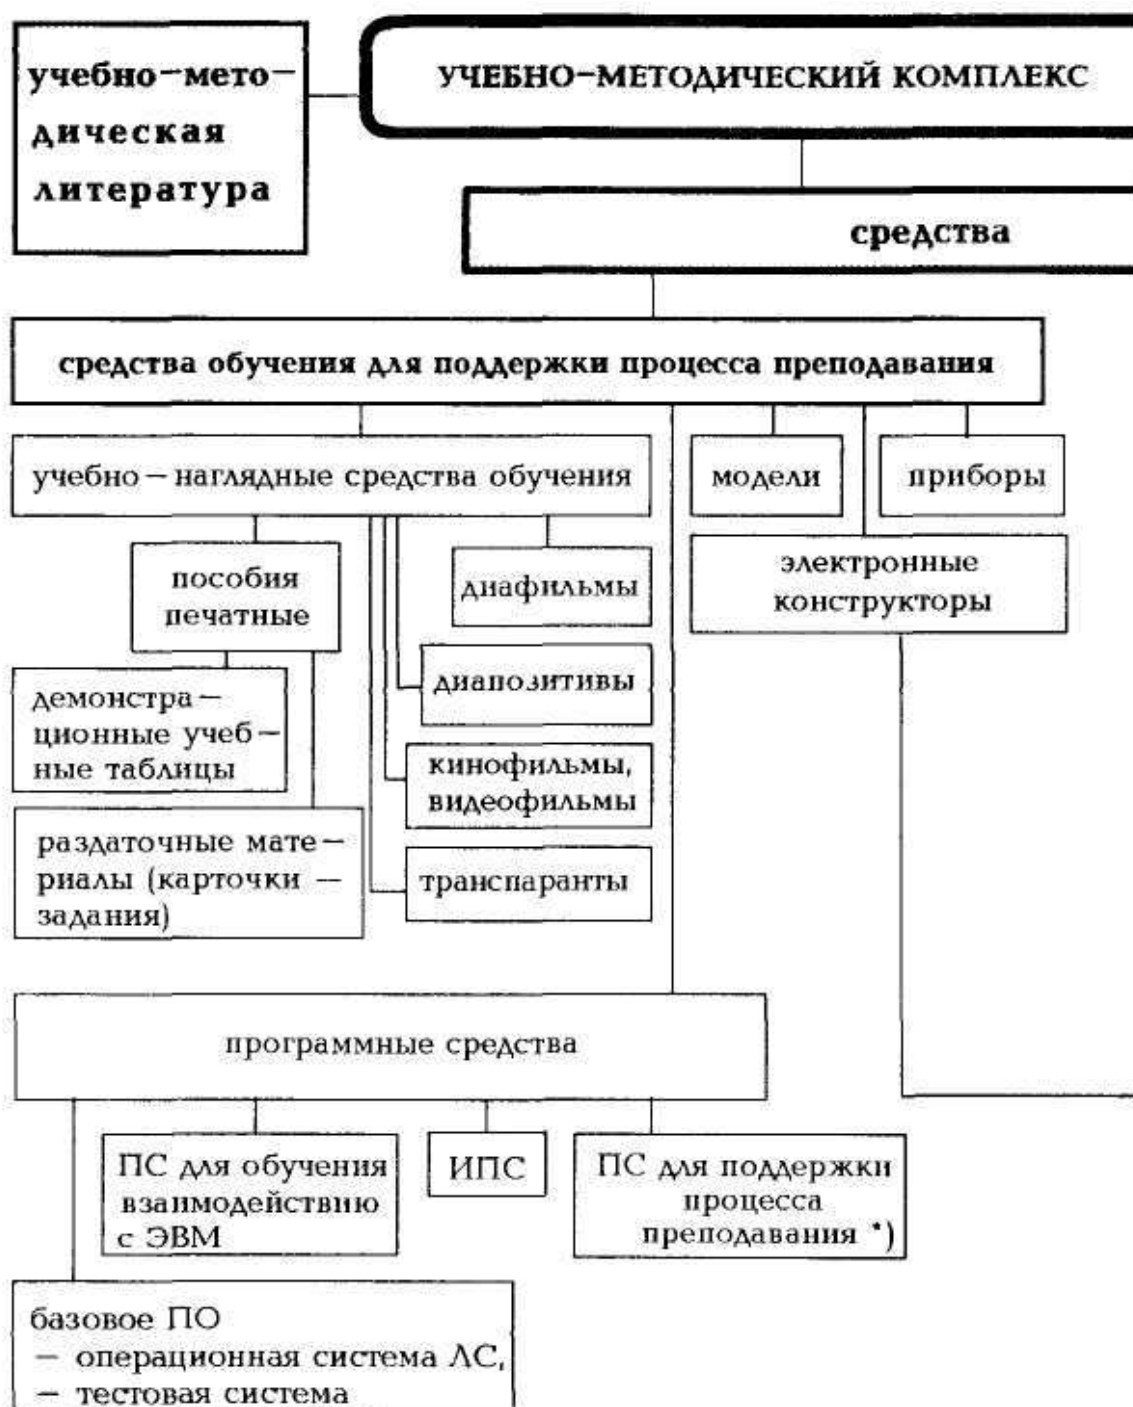 учебно–мето–
дическая
литература
УЧЕБНО–МЕТОДИЧЕСКИЙ КОМПЛЕКС
средства
средства обучения для поддержки процесса преподавания
учебно – наглядные средства обучения
модели
приборы
пособия
печатные
диафильмы
электронные
конструкторы
демонстра–
ционные учеб–
ные таблицы
диапозитивы
кинофильмы,
видеофильмы
раздаточные мате–
риалы (карточки –
задания)
транспаранты
программные средства
ПС для обучения
взаимодействию
с ЭВМ
ИПС
ПС для поддержки
процесса
преподавания *)
базовое ПО
– операционная система ЛС,
– тестовая система